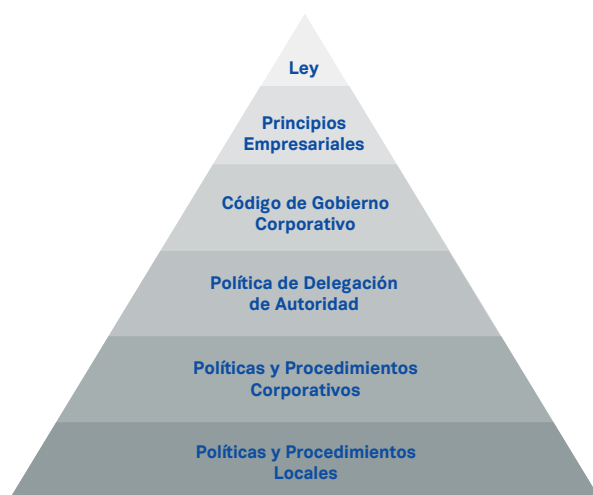 Ley
Principios
Empresariales
Código de Gobierno
Corporativo
Política de Delegación
de Autoridad
Políticas y Procedimientos
Corporativos
Políticas y Procedimientos
Locales